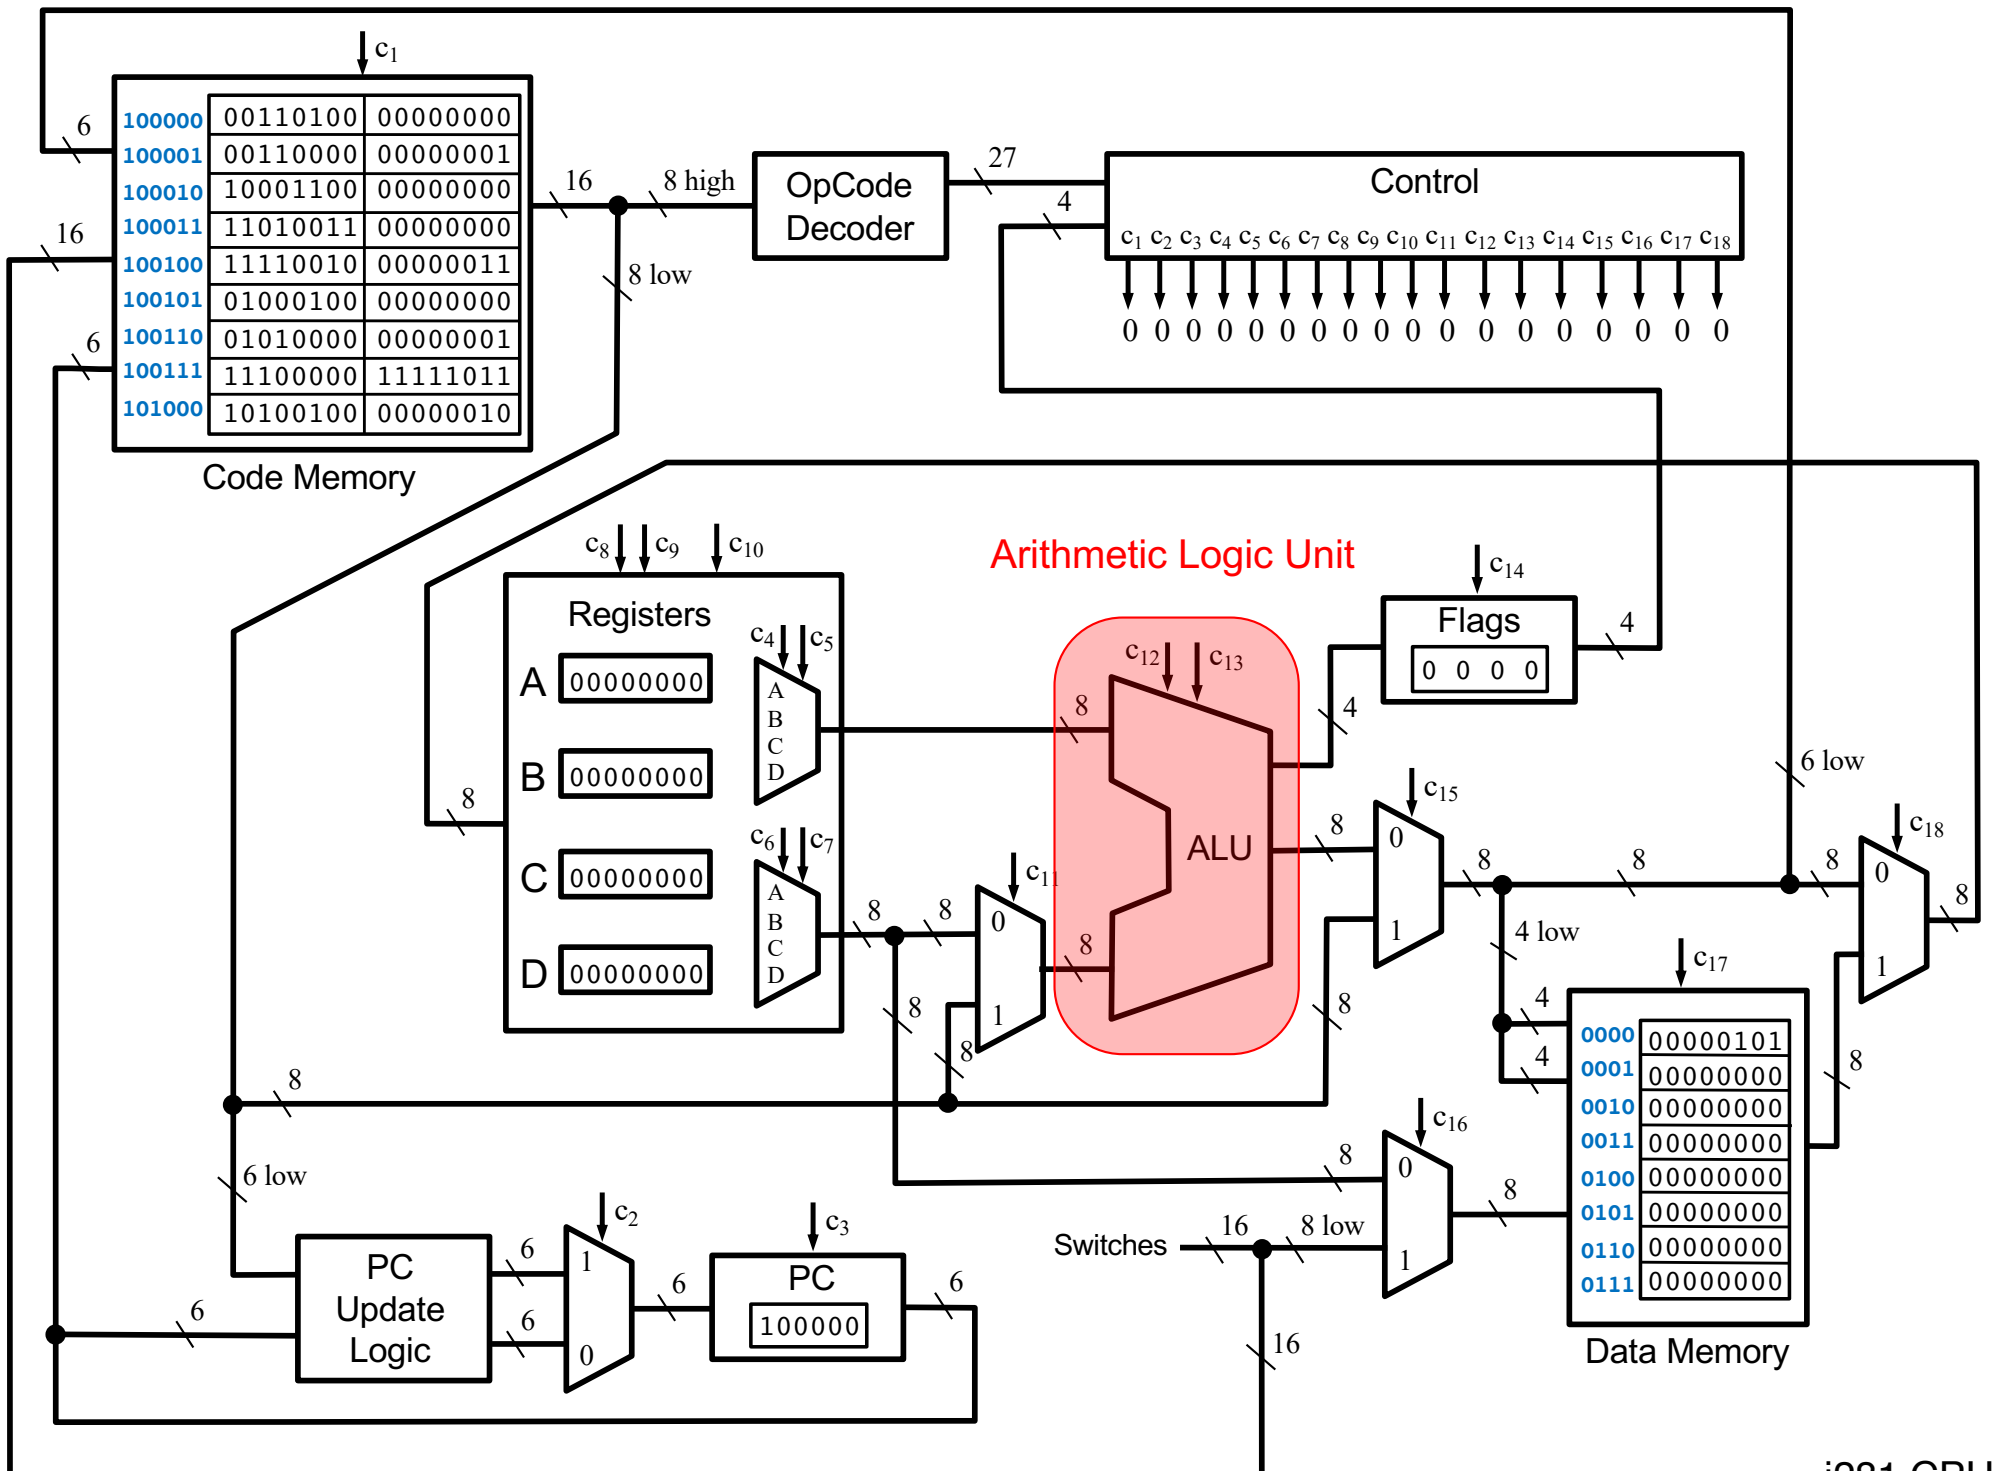 c1
100000 00110100 00000000
100001 00110000 00000001
100010 10001100 00000000
100011 11010011 00000000
100100 11110010 00000011
100101 01000100 00000000
100110 01010000 00000001
100111 11100000 11111011
101000 10100100 00000010
Code Memory
6
16
6
16
8 high
8 low
OpCode
Decoder
27
4
Control
c1 c2 c3 c4 c5 c6 c7 c8 c9 c10 c11 c12 c13 c14 c15 c16 c17 c18
0 0 0 0 0 0 0 0 0 0 0 0 0 0 0 0 0 0
c8 c9 c10
Registers
A 00000000
B 00000000
C 00000000
D 00000000
c4 c5
A
B
C
D
c6 c7
A
B
C
D
8
8
8
8
8
c11
0
1
8
8
Arithmetic Logic Unit
c12 c13
8
ALU
c14
Flags
0 0 0 0
4
4
c15
8
0
1
8
8
8
6 low
8
c18
0
1
8
4 low
4
4
c17
0000 00000101
0001 00000000
0010 00000000
0011 00000000
0100 00000000
0101 00000000
0110 00000000
0111 00000000
Data Memory
8
8
6 low
PC
Update
Logic
6
6
6
c2
1
0
6
c3
PC
100000
6
Switches
16
8 low
16
8
c16
0
1
8